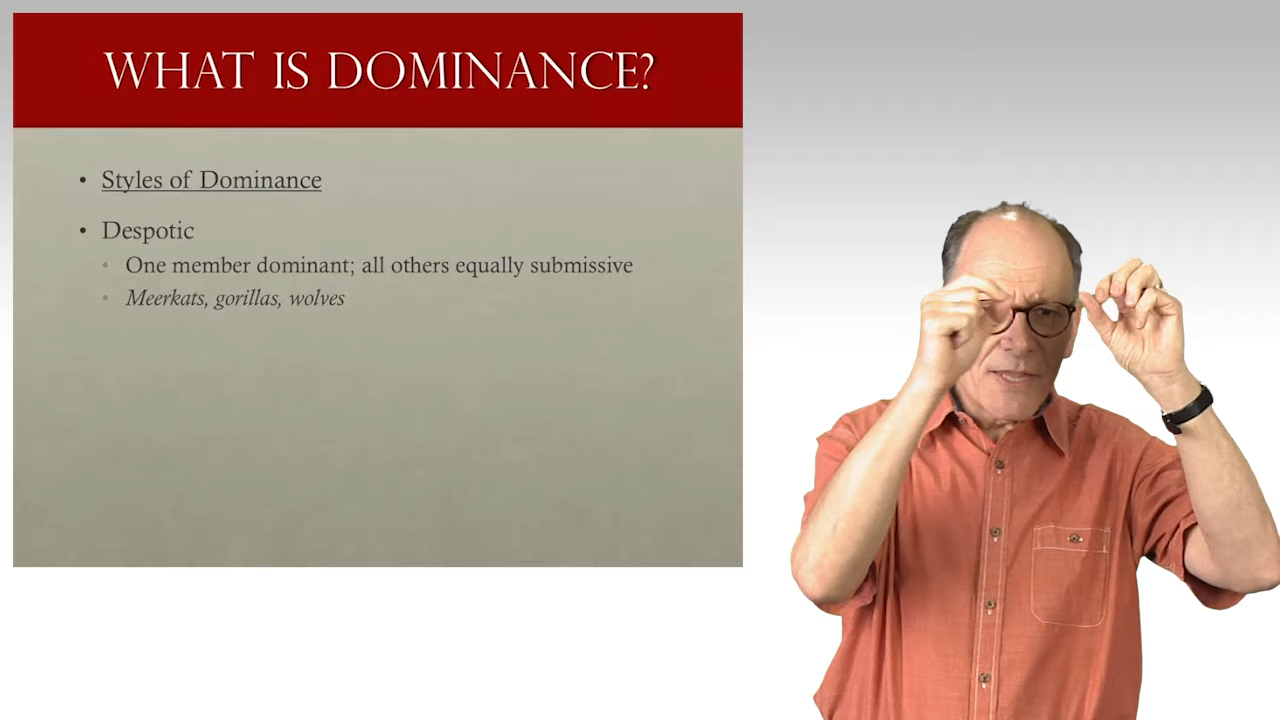 WHAT IS DOMINANCE?
• Styles of Dominance
• Despotic
One member dominant; all others equally submissive
Meerkats, gorillas, wolves